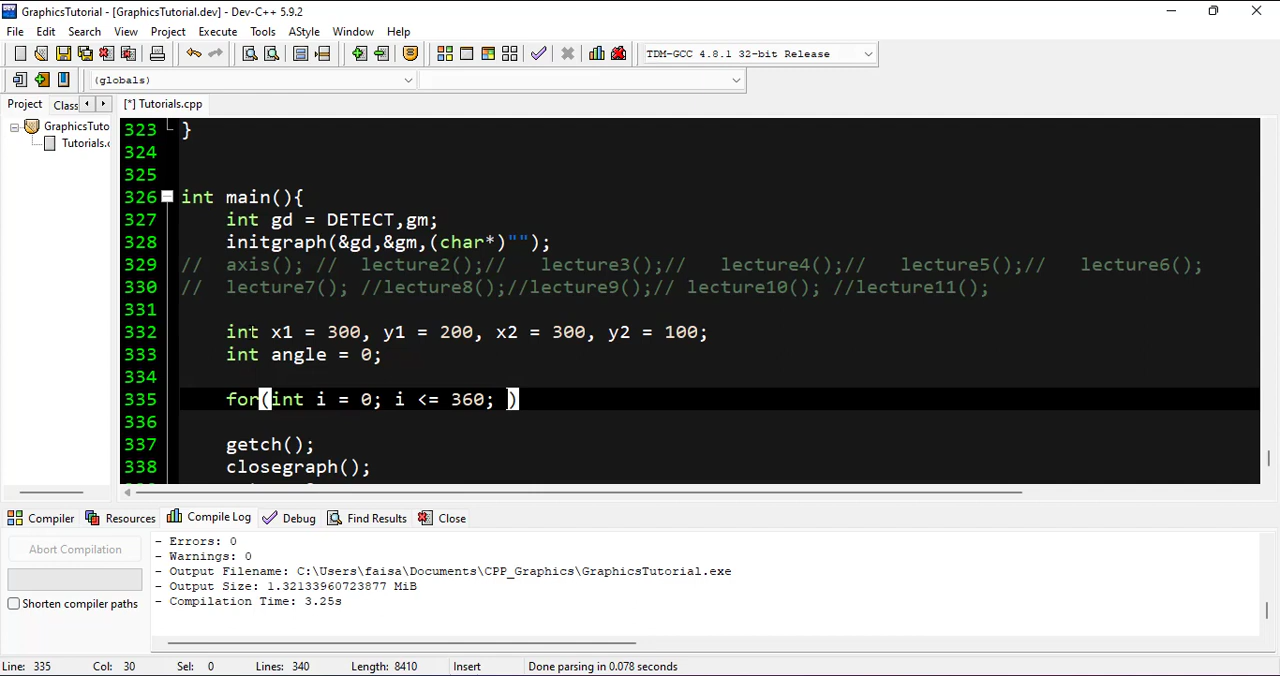 GraphicsTutorial - [GraphicsTutorial.dev] - Dev-C++ 5.9.2
File Edit Search View Project Execute Tools AStyle Window Help
TDM-GCC 4.8.1 32-bit Release
(globals)
Project Class [*] Tutorials.cpp
GraphicsTuto
Tutorials.c
323 }
324
325
326 int main(){
327 int gd = DETECT,gm;
328 initgraph(&gd,&gm,(char*)"");
329 // axis(); // lecture2();// lecture3();// lecture4();// lecture5();// lecture6();
330 // lecture7(); //lecture8();//lecture9();// lecture10(); //lecture11();
331
332 int x1 = 300, y1 = 200, x2 = 300, y2 = 100;
333 int angle = 0;
334
335 for(int i = 0; i <= 360; )
336
337 getch();
338 closegraph();
Compiler Resources Compile Log Debug Find Results Close
Abort Compilation
Shorten compiler paths
- Errors: 0
- Warnings: 0
- Output Filename: C:\Users\faisa\Documents\CPP_Graphics\GraphicsTutorial.exe
- Output Size: 1.32133960723877 MiB
- Compilation Time: 3.25s
Line: 335 Col: 30 Sel: 0 Lines: 340 Length: 8410 Insert Done parsing in 0.078 seconds